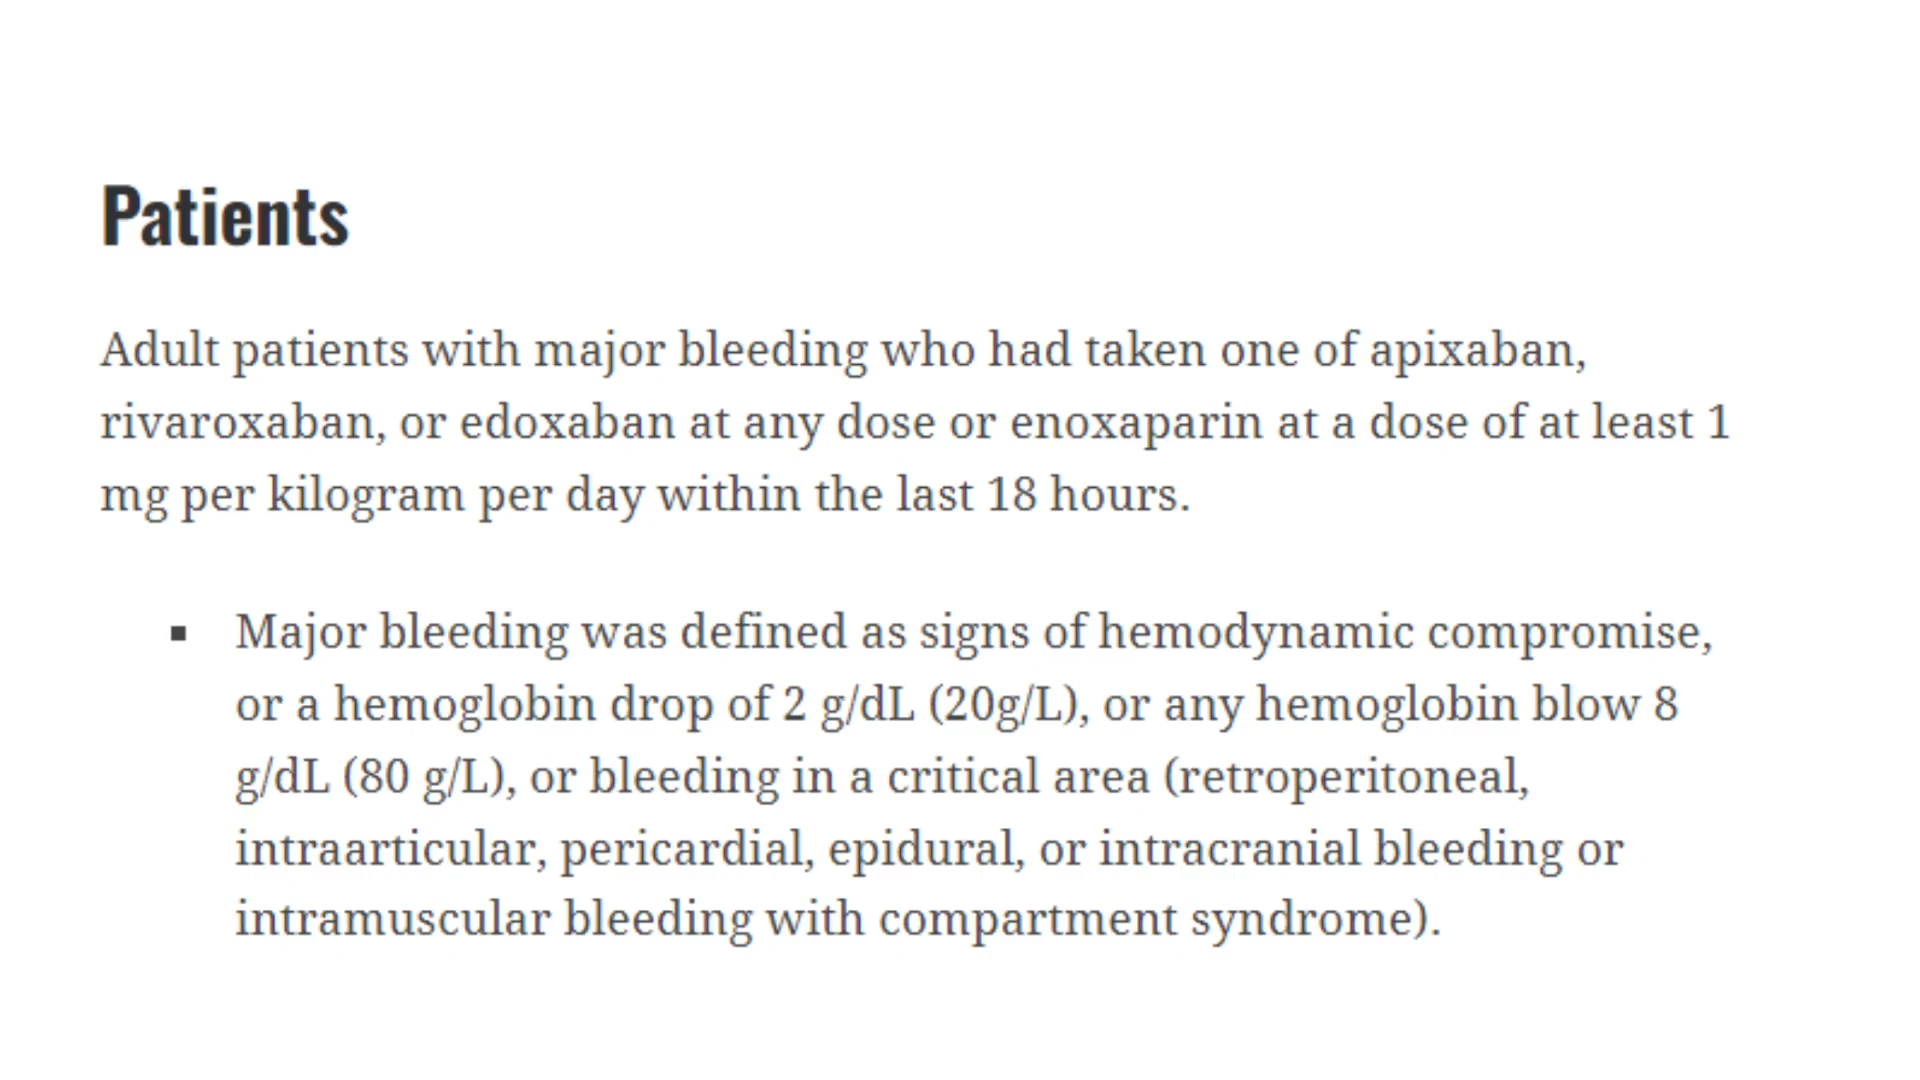 Patients
Adult patients with major bleeding who had taken one of apixaban,
rivaroxaban, or edoxaban at any dose or enoxaparin at a dose of at least 1
mg per kilogram per day within the last 18 hours.
▪ Major bleeding was defined as signs of hemodynamic compromise,
or a hemoglobin drop of 2 g/dL (20g/L), or any hemoglobin blow 8
g/dL (80 g/L), or bleeding in a critical area (retroperitoneal,
intraarticular, pericardial, epidural, or intracranial bleeding or
intramuscular bleeding with compartment syndrome).